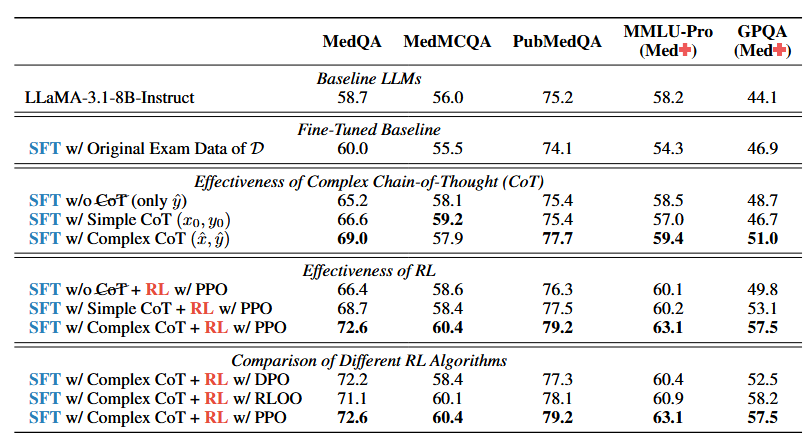 MedQA MedMCQA PubMedQA MMLU-Pro (Med✚) GPQA (Med✚)
Baseline LLMs
LLaMA-3.1-8B-Instruct 58.7 56.0 75.2 58.2 44.1
Fine-Tuned Baseline
SFT w/ Original Exam Data of 𝒟 60.0 55.5 74.1 54.3 46.9
Effectiveness of Complex Chain-of-Thought (CoT)
SFT w/o CoT (only ŷ) 65.2 58.1 75.4 58.5 48.7
SFT w/ Simple CoT (x₀, y₀) 66.6 59.2 75.4 57.0 46.7
SFT w/ Complex CoT (x̂, ŷ) 69.0 57.9 77.7 59.4 51.0
Effectiveness of RL
SFT w/o CoT + RL w/ PPO 66.4 58.6 76.3 60.1 49.8
SFT w/ Simple CoT + RL w/ PPO 68.7 58.4 77.5 60.2 53.1
SFT w/ Complex CoT + RL w/ PPO 72.6 60.4 79.2 63.1 57.5
Comparison of Different RL Algorithms
SFT w/ Complex CoT + RL w/ DPO 72.2 58.4 77.3 60.4 52.5
SFT w/ Complex CoT + RL w/ RLOO 71.1 60.1 78.1 60.9 58.2
SFT w/ Complex CoT + RL w/ PPO 72.6 60.4 79.2 63.1 57.5